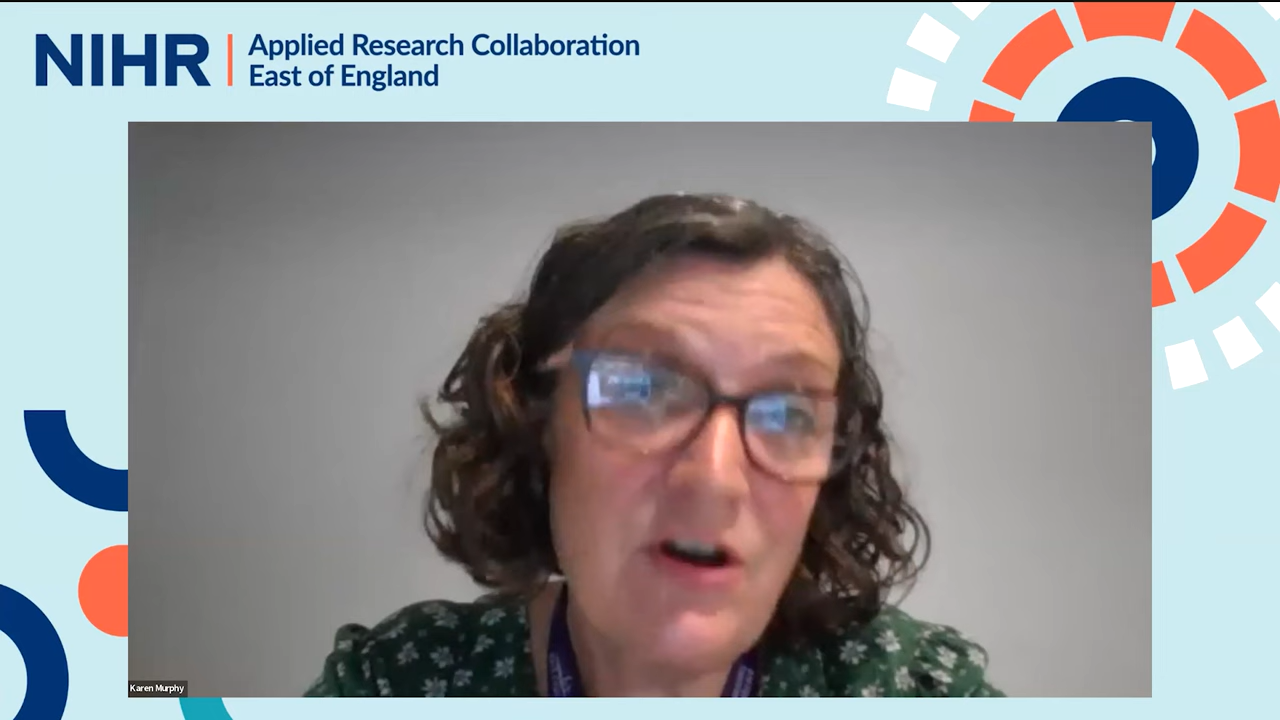 NIHR
Applied Research Collaboration
East of England
Karen Murphy